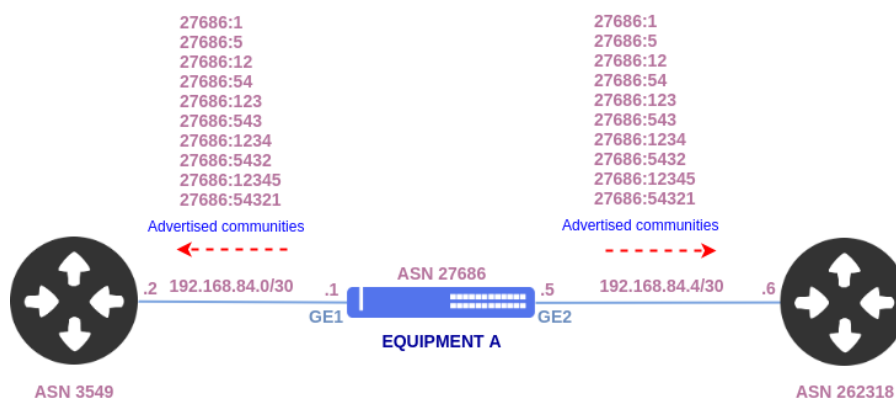 27686:1
27686:5
27686:12
27686:54
27686:123
27686:543
27686:1234
27686:5432
27686:12345
27686:54321
Advertised communities
27686:1
27686:5
27686:12
27686:54
27686:123
27686:543
27686:1234
27686:5432
27686:12345
27686:54321
Advertised communities
ASN 27686
.2 192.168.84.0/30 .1
.5 192.168.84.4/30 .6
GE1
GE2
EQUIPMENT A
ASN 3549
ASN 262318